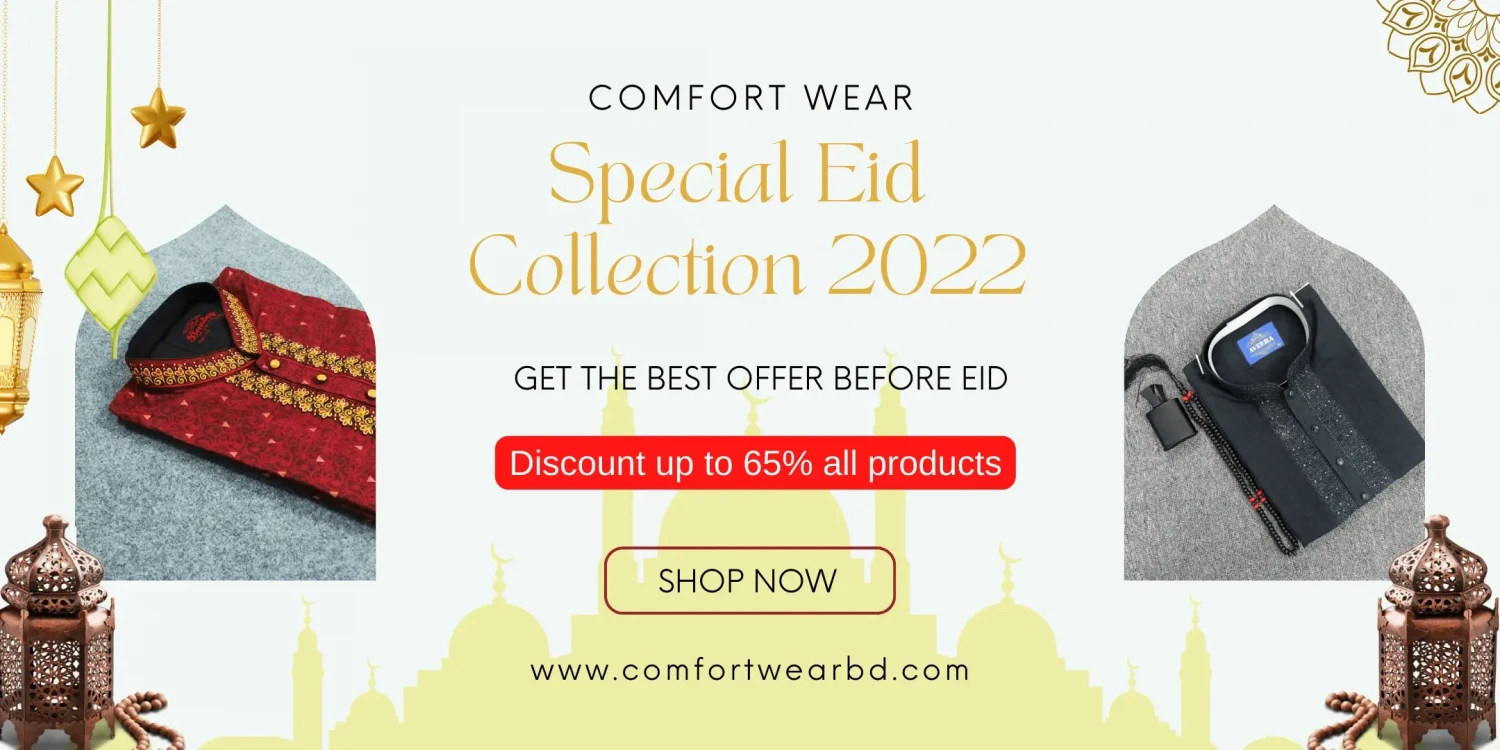 COMFORT WEAR
Special Eid
Collection 2022
GET THE BEST OFFER BEFORE EID
Discount up to 65% all products
SHOP NOW
www.comfortwearbd.com